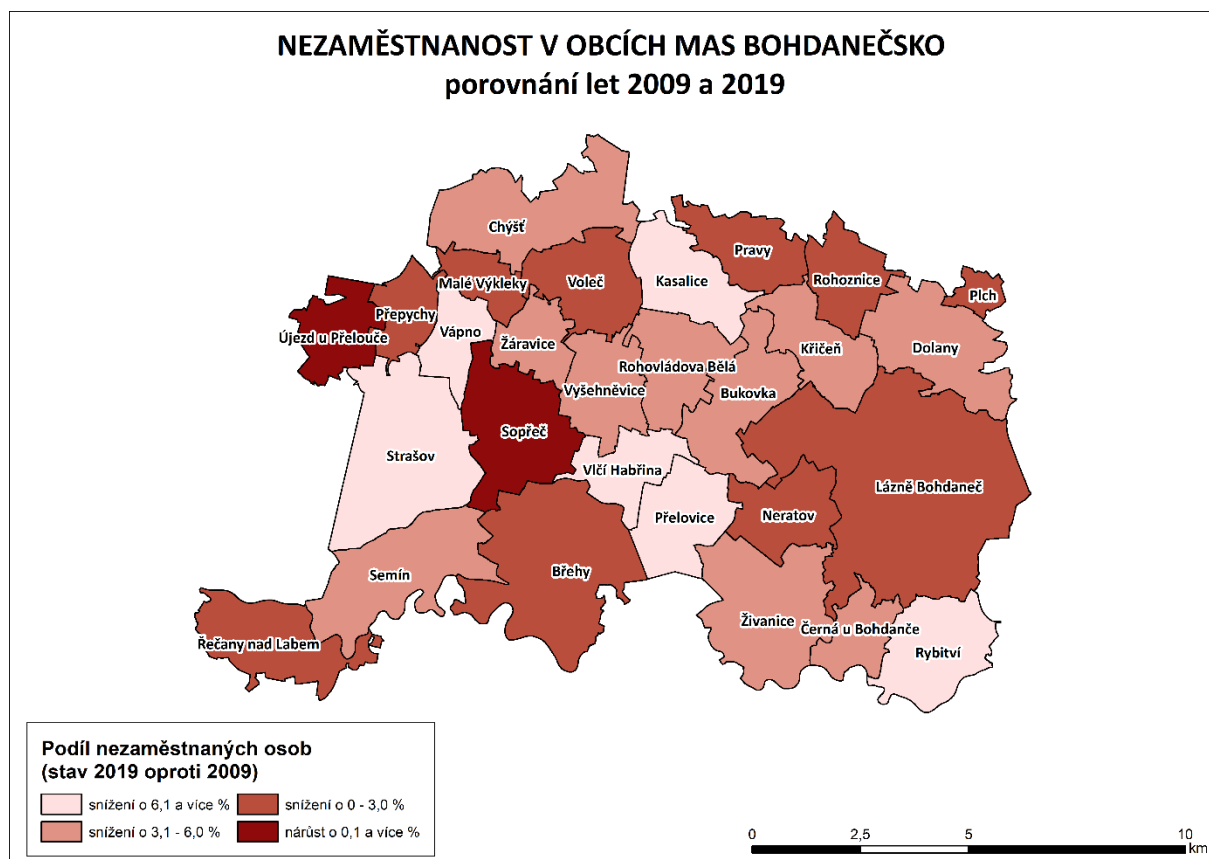 NEZAMĚSTNANOST V OBCÍCH MAS BOHDANEČSKO
porovnání let 2009 a 2019
Chýšť
Pravy
Kasalice
Rohoznice
Malé Výkleky
Voleč
Plch
Přepychy
Újezd u Přelouče
Vápno
Žáravice
Křičeň
Dolany
Rohovládova Bělá
Vyšehněvice
Bukovka
Sopřeč
Strašov
Vlčí Habřina
Lázně Bohdaneč
Přelovice
Neratov
Břehy
Semín
Živanice
Černá u Bohdanče
Řečany nad Labem
Rybitví
Podíl nezaměstnaných osob
(stav 2019 oproti 2009)
snížení o 6,1 a více %
snížení o 0 - 3,0 %
snížení o 3,1 - 6,0 %
nárůst o 0,1 a více %
0 2,5 5 10
km